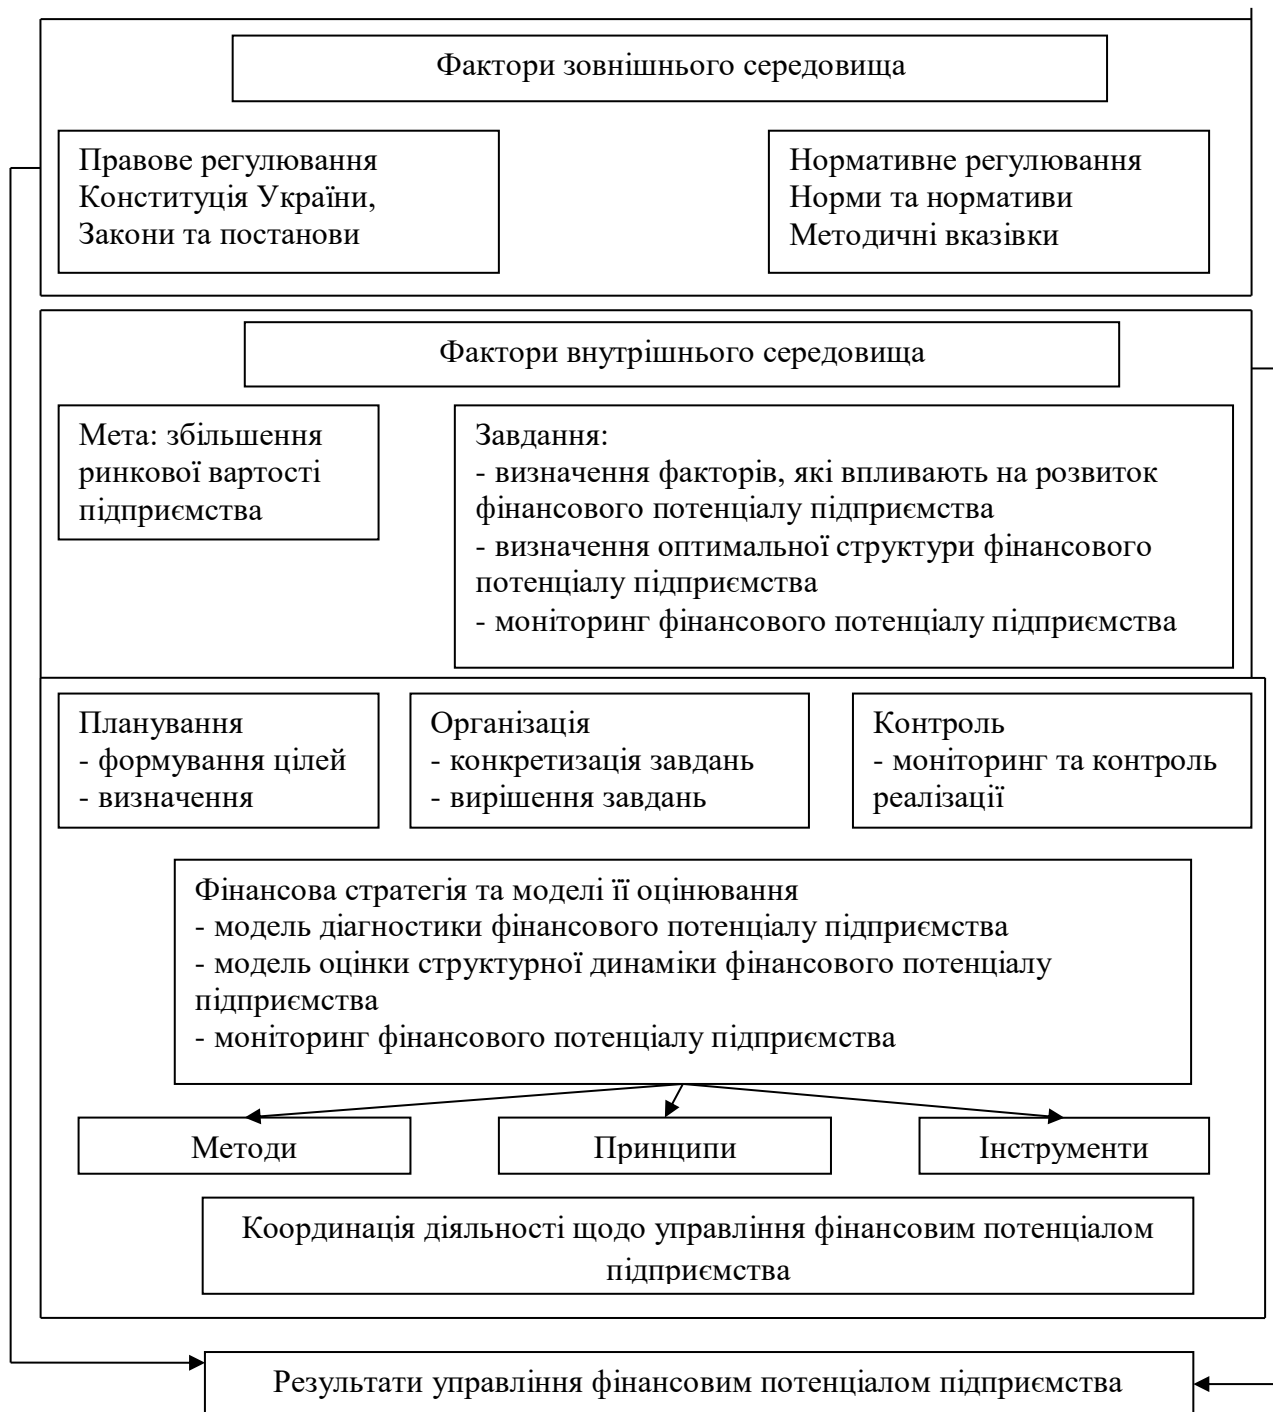 Фактори зовнішнього середовища
Правове регулювання
Конституція України,
Закони та постанови
Нормативне регулювання
Норми та нормативи
Методичні вказівки
Фактори внутрішнього середовища
Мета: збільшення
ринкової вартості
підприємства
Завдання:
- визначення факторів, які впливають на розвиток
фінансового потенціалу підприємства
- визначення оптимальної структури фінансового
потенціалу підприємства
- моніторинг фінансового потенціалу підприємства
Планування
- формування цілей
- визначення
Організація
- конкретизація завдань
- вирішення завдань
Контроль
- моніторинг та контроль
реалізації
Фінансова стратегія та моделі її оцінювання
- модель діагностики фінансового потенціалу підприємства
- модель оцінки структурної динаміки фінансового потенціалу
підприємства
- моніторинг фінансового потенціалу підприємства
Методи
Принципи
Інструменти
Координація діяльності щодо управління фінансовим потенціалом
підприємства
Результати управління фінансовим потенціалом підприємства